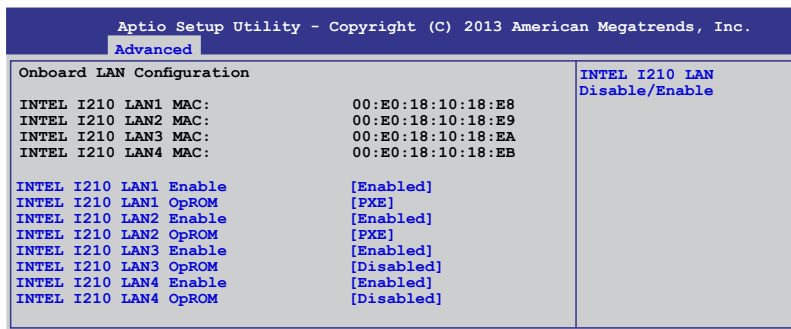 Aptio Setup Utility - Copyright (C) 2013 American Megatrends, Inc.
Advanced
Onboard LAN Configuration
INTEL I210 LAN1 MAC: 00:E0:18:10:18:E8
INTEL I210 LAN2 MAC: 00:E0:18:10:18:E9
INTEL I210 LAN3 MAC: 00:E0:18:10:18:EA
INTEL I210 LAN4 MAC: 00:E0:18:10:18:EB
INTEL I210 LAN1 Enable [Enabled]
INTEL I210 LAN1 OpROM [PXE]
INTEL I210 LAN2 Enable [Enabled]
INTEL I210 LAN2 OpROM [PXE]
INTEL I210 LAN3 Enable [Enabled]
INTEL I210 LAN3 OpROM [Disabled]
INTEL I210 LAN4 Enable [Enabled]
INTEL I210 LAN4 OpROM [Disabled]
INTEL I210 LAN
Disable/Enable